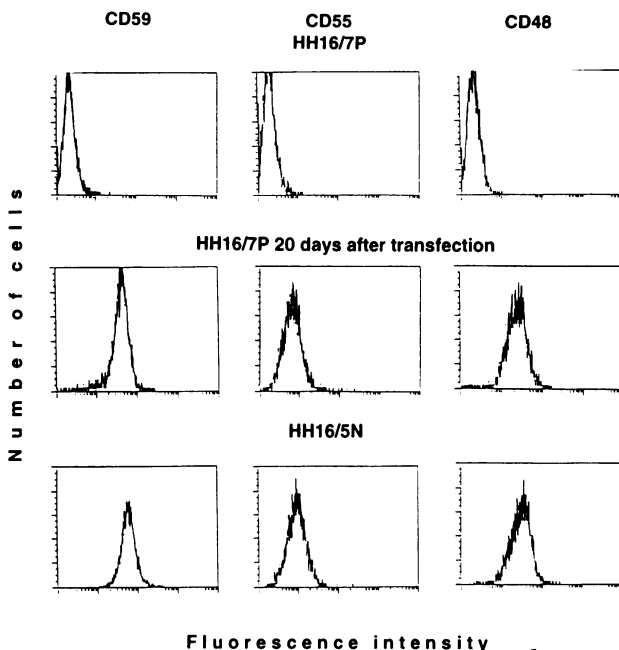 CD59 CD55 CD48
HH16/7P
HH16/7P 20 days after transfection
HH16/5N
Number of cells
Fluorescence intensity